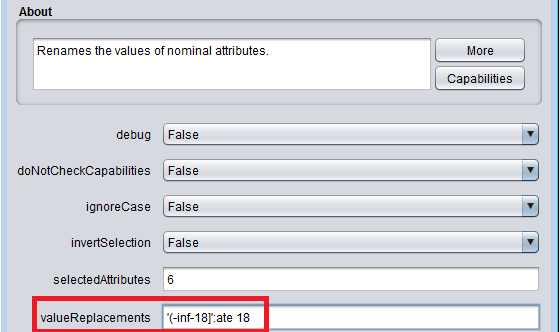 About
Renames the values of nominal attributes.
More
Capabilities
debug False
doNotCheckCapabilities False
ignoreCase False
invertSelection False
selectedAttributes 6
valueReplacements '(-inf-18]':ate 18